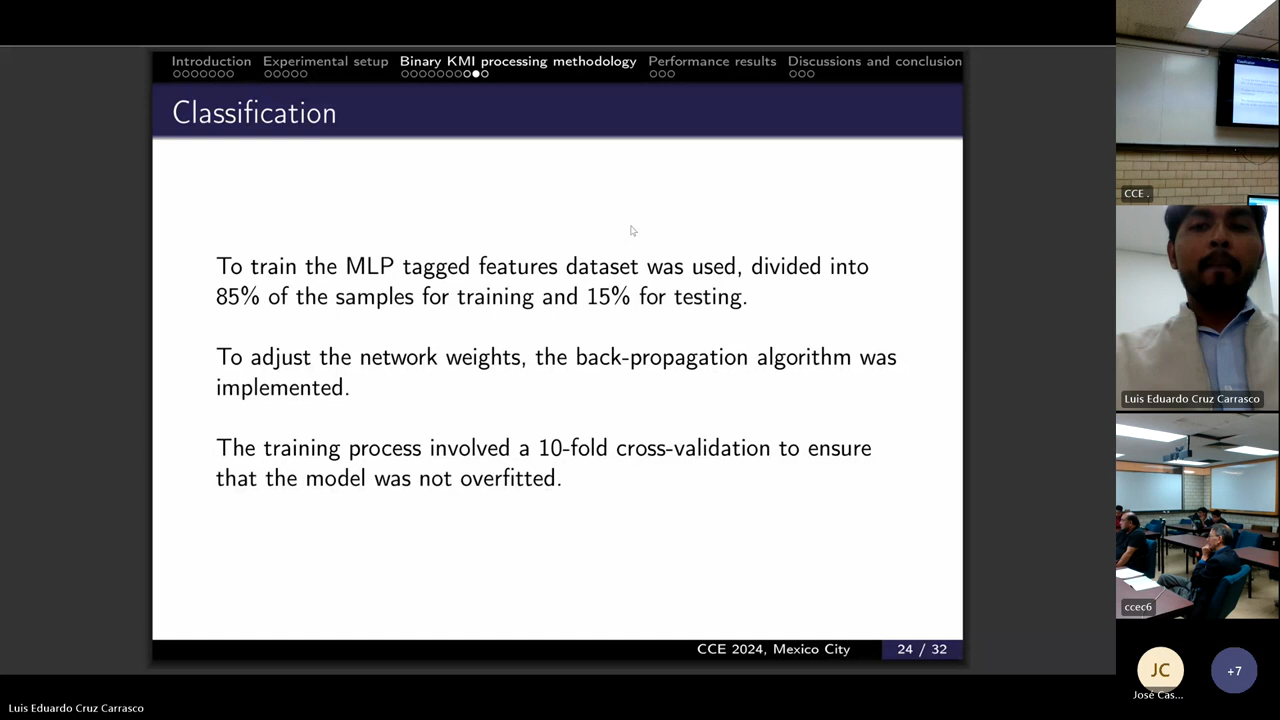 Introduction Experimental setup Binary KMI processing methodology Performance results Discussions and conclusion
Classification
To train the MLP tagged features dataset was used, divided into
85% of the samples for training and 15% for testing.
To adjust the network weights, the back-propagation algorithm was
implemented.
The training process involved a 10-fold cross-validation to ensure
that the model was not overfitted.
CCE 2024, Mexico City 24 / 32
CCE .
Luis Eduardo Cruz Carrasco
ccec6
JC
José Cas...
+7
Luis Eduardo Cruz Carrasco